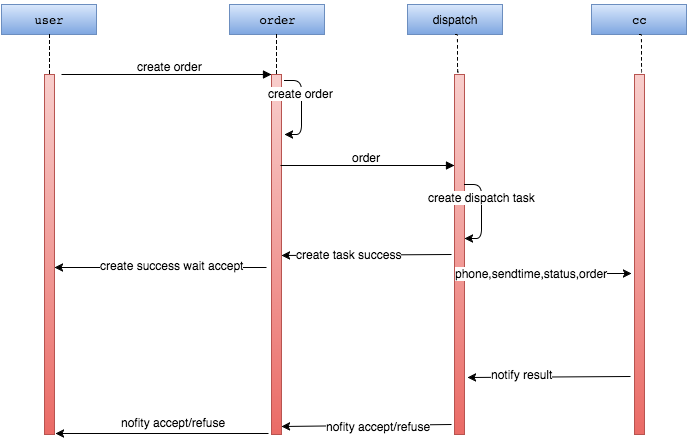 user
order
dispatch
cc
create order
create order
order
create dispatch task
create task success
create success wait accept
phone,sendtime,status,order
notify result
nofity accept/refuse
nofity accept/refuse